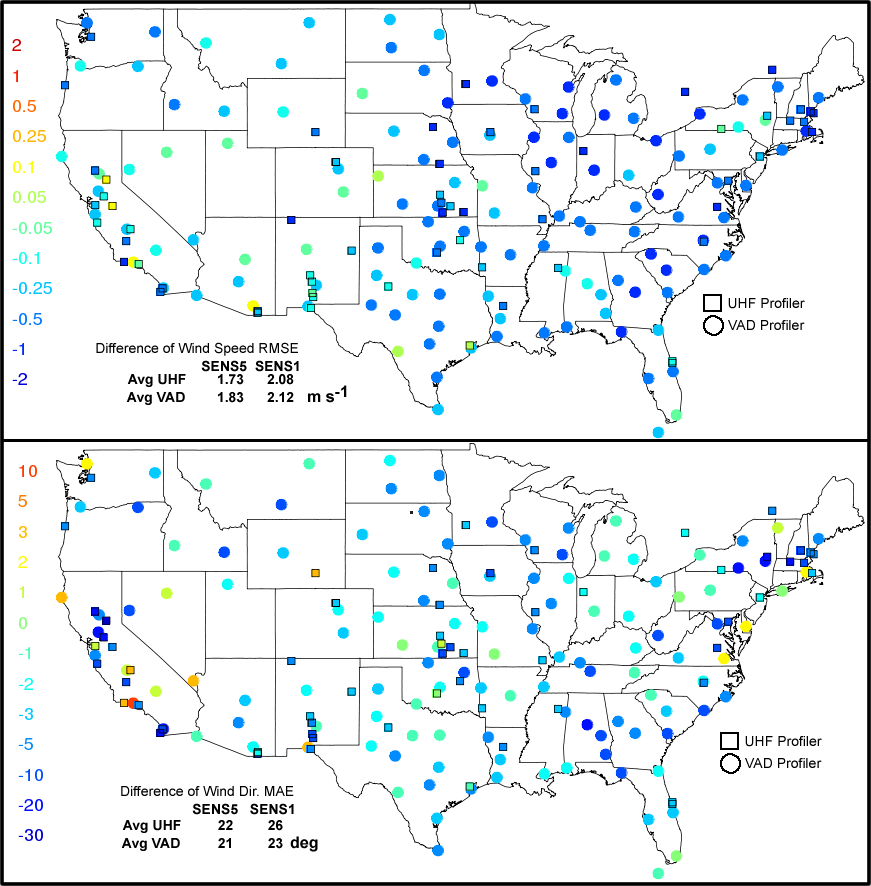 2
1
0.5
0.25
0.1
0.05
-0.05
-0.1
-0.25
-0.5
-1
-2
UHF Profiler
VAD Profiler
Difference of Wind Speed RMSE
SENS5 SENS1
Avg UHF 1.73 2.08
Avg VAD 1.83 2.12 m s-1
10
5
3
2
1
0
-1
-2
-3
-5
-10
-20
-30
UHF Profiler
VAD Profiler
Difference of Wind Dir. MAE
SENS5 SENS1
Avg UHF 22 26
Avg VAD 21 23 deg